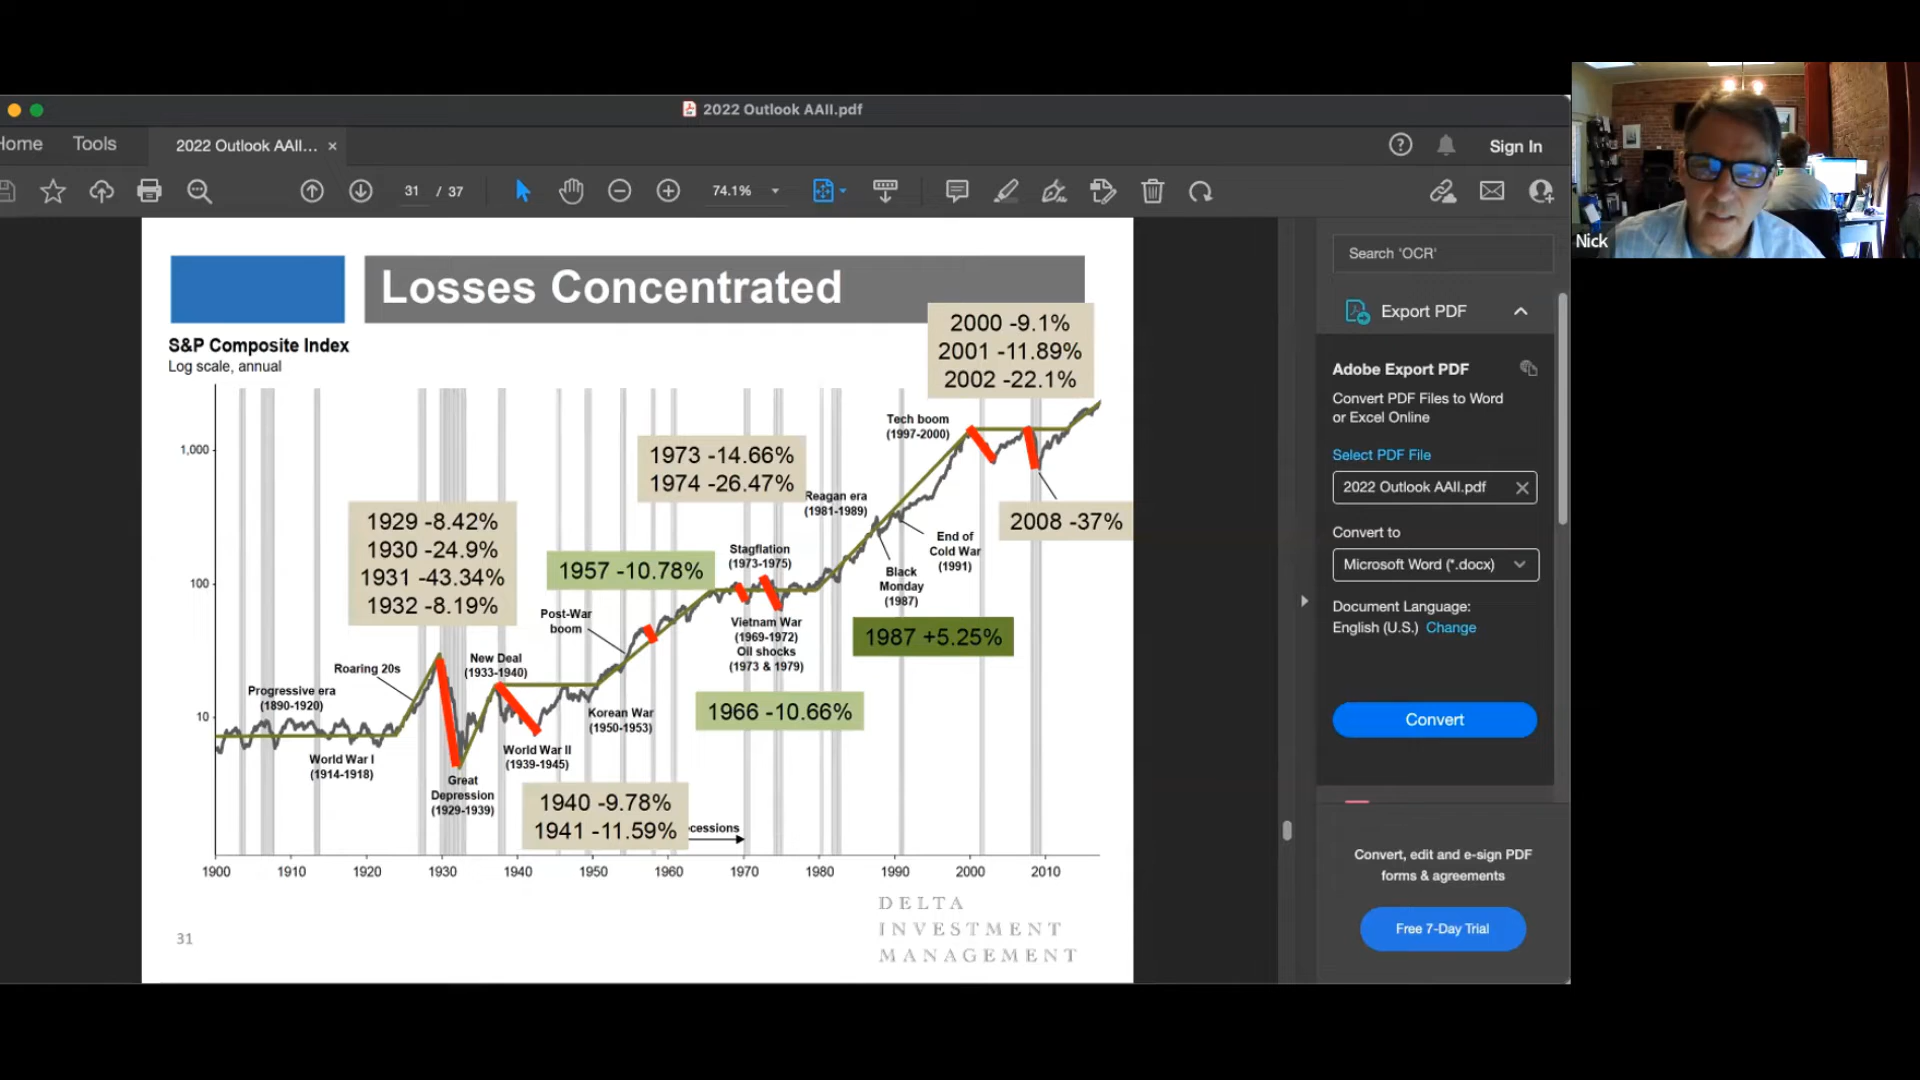 2022 Outlook AAII.pdf
Home
Tools
2022 Outlook AAII... ×
Sign In
31 / 37
74.1%
Nick
Losses Concentrated
S&P Composite Index
Log scale, annual
2000 -9.1%
2001 -11.89%
2002 -22.1%
Tech boom
(1997-2000)
1973 -14.66%
1974 -26.47%
Reagan era
(1981-1989)
1929 -8.42%
1930 -24.9%
1931 -43.34%
1932 -8.19%
2008 -37%
End of
Cold War
(1991)
Stagflation
(1973-1975)
1957 -10.78%
Black
Monday
(1987)
Post-War
boom
Vietnam War
(1969-1972)
Oil shocks
(1973 & 1979)
1987 +5.25%
New Deal
(1933-1940)
Roaring 20s
Progressive era
(1890-1920)
1966 -10.66%
Korean War
(1950-1953)
World War II
(1939-1945)
World War I
(1914-1918)
Great
Depression
(1929-1939)
1940 -9.78%
1941 -11.59%
cessions
1,000
100
10
1900
1910
1920
1930
1940
1950
1960
1970
1980
1990
2000
2010
31
DELTA
INVESTMENT
MANAGEMENT
Search 'OCR'
Export PDF
Adobe Export PDF
Convert PDF Files to Word
or Excel Online
Select PDF File
2022 Outlook AAII.pdf
Convert to
Microsoft Word (*.docx)
Document Language:
English (U.S.) Change
Convert
Convert, edit and e-sign PDF
forms & agreements
Free 7-Day Trial